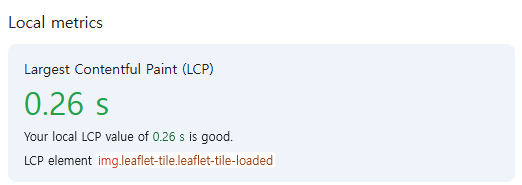 Local metrics
Largest Contentful Paint (LCP)
0.26 s
Your local LCP value of 0.26 s is good.
LCP element img.leaflet-tile.leaflet-tile-loaded